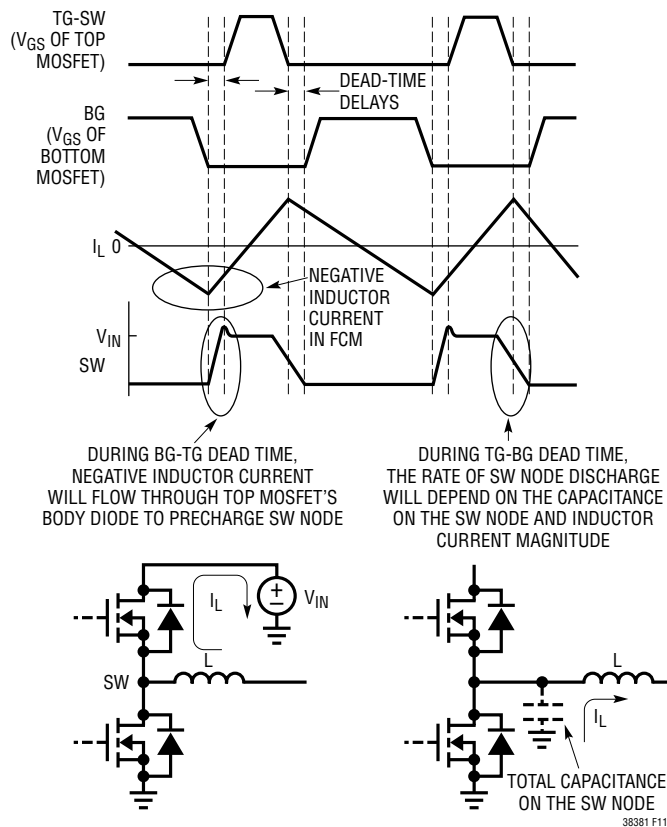 TG-SW
(VGS OF TOP
MOSFET)
DEAD-TIME
DELAYS
BG
(VGS OF
BOTTOM
MOSFET)
IL 0
NEGATIVE
INDUCTOR
CURRENT
IN FCM
VIN
SW
DURING BG-TG DEAD TIME,
NEGATIVE INDUCTOR CURRENT
WILL FLOW THROUGH TOP MOSFET'S
BODY DIODE TO PRECHARGE SW NODE
DURING TG-BG DEAD TIME,
THE RATE OF SW NODE DISCHARGE
WILL DEPEND ON THE CAPACITANCE
ON THE SW NODE AND INDUCTOR
CURRENT MAGNITUDE
IL
+
–
VIN
SW
L
L
IL
TOTAL CAPACITANCE
ON THE SW NODE
38381 F11